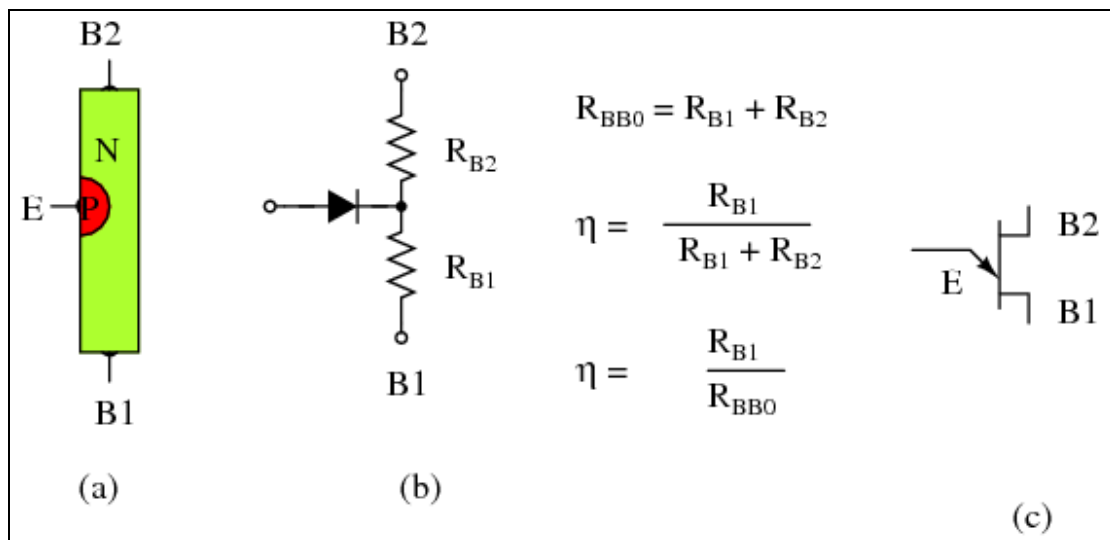 B2
N
E
P
B1
(a)
B2
R_B2
R_B1
B1
(b)
R_BB0 = R_B1 + R_B2
η = R_B1
R_B1 + R_B2
η = R_B1
R_BB0
B2
E
B1
(c)